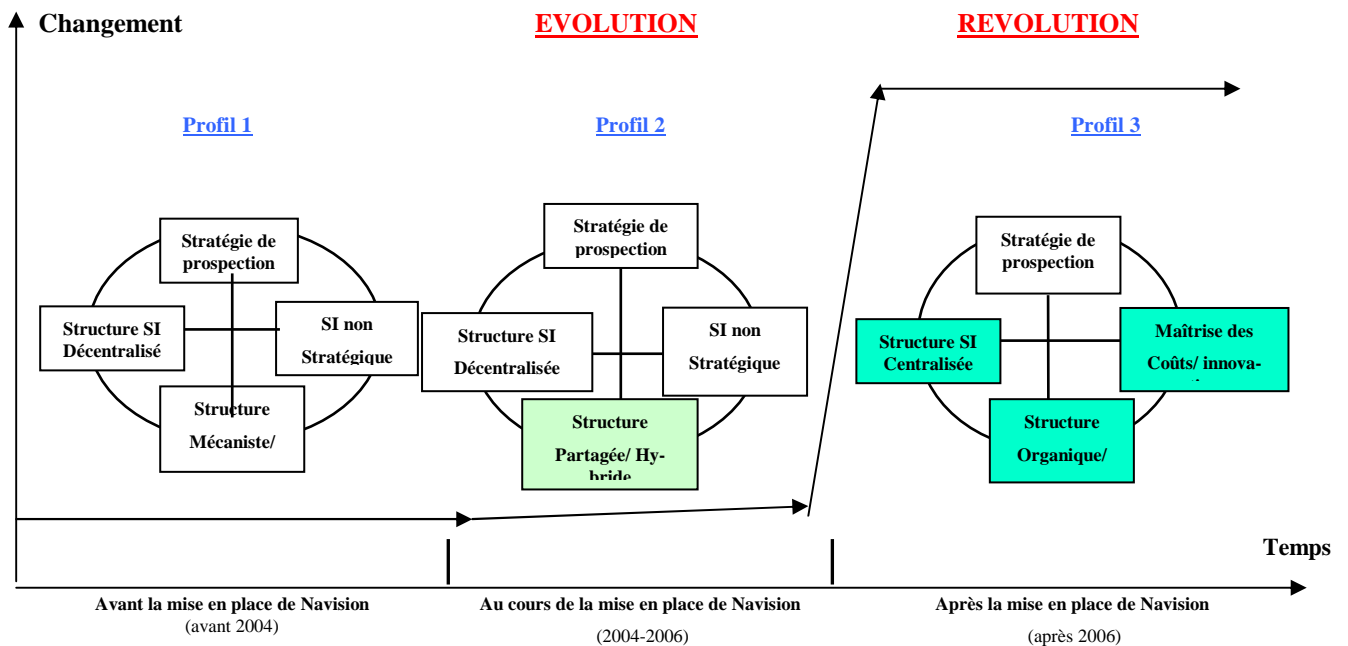 Changement
EVOLUTION
REVOLUTION
Profil 1
Profil 2
Profil 3
Stratégie de
prospection
Structure SI
Décentralisé
SI non
Stratégique
Structure
Mécaniste/
Stratégie de
prospection
Structure SI
Décentralisée
SI non
Stratégique
Structure
Partagée/ Hy-
bride
Stratégie de
prospection
Structure SI
Centralisée
Maîtrise des
Coûts/ innova-
Structure
Organique/
Temps
Avant la mise en place de Navision
(avant 2004)
Au cours de la mise en place de Navision
(2004-2006)
Après la mise en place de Navision
(après 2006)